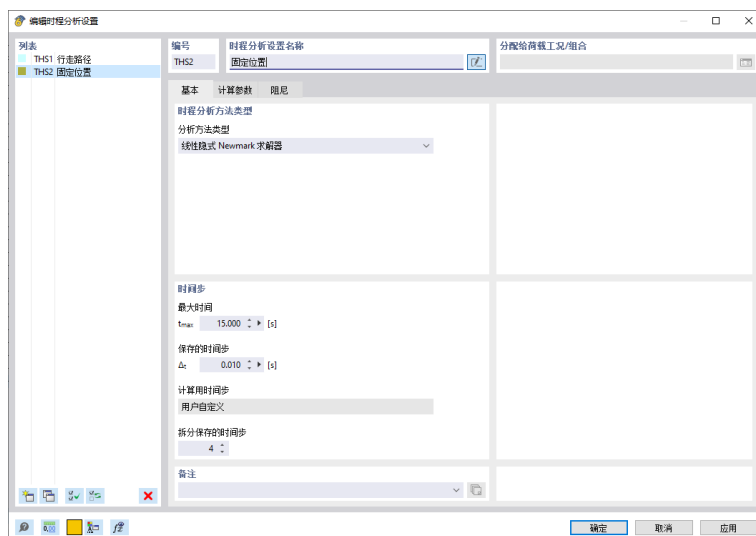 编辑时程分析设置
列表
THS1 行走路径
THS2 固定位置
编号
THS2
时程分析设置名称
固定位置
分配给荷载工况/组合
基本 计算参数 阻尼
时程分析方法类型
分析方法类型
线性隐式 Newmark 求解器
时间步
最大时间
tmax 15.000 [s]
保存的时间步
Δt 0.010 [s]
计算用时间步
用户自定义
拆分保存的时间步
4
备注
确定 取消 应用